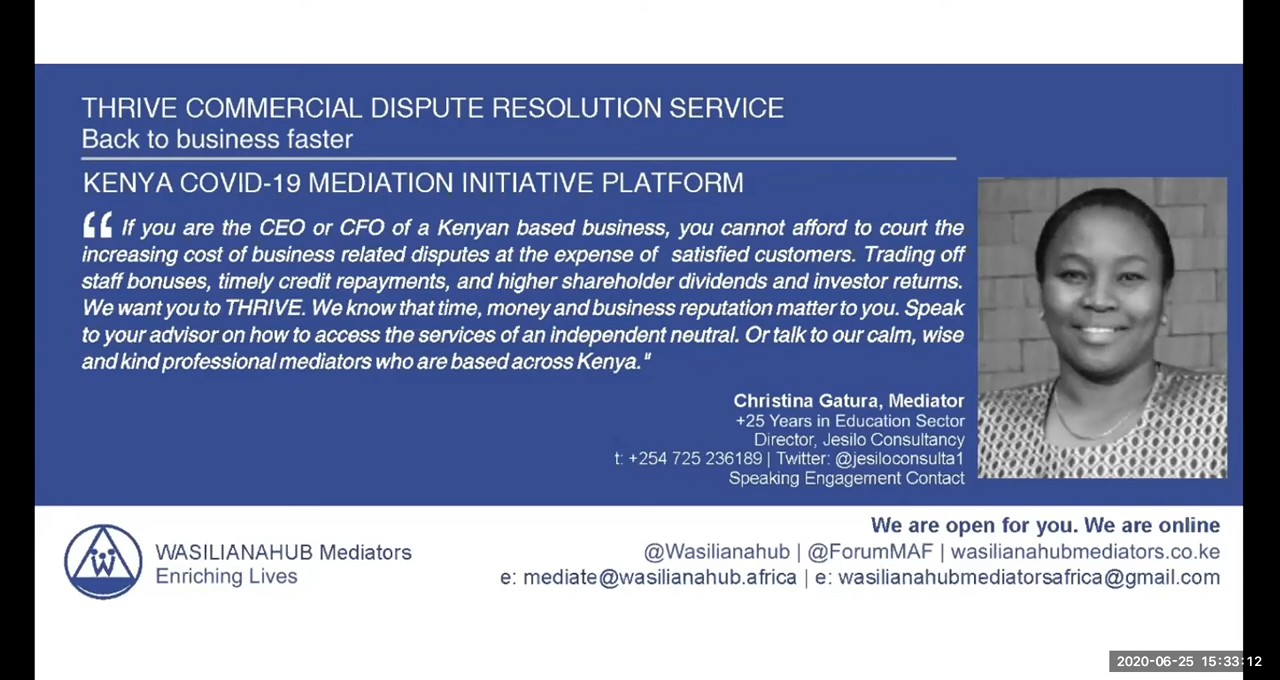 THRIVE COMMERCIAL DISPUTE RESOLUTION SERVICE
Back to business faster
KENYA COVID-19 MEDIATION INITIATIVE PLATFORM
“ If you are the CEO or CFO of a Kenyan based business, you cannot afford to court the
increasing cost of business related disputes at the expense of satisfied customers. Trading off
staff bonuses, timely credit repayments, and higher shareholder dividends and investor returns.
We want you to THRIVE. We know that time, money and business reputation matter to you. Speak
to your advisor on how to access the services of an independent neutral. Or talk to our calm, wise
and kind professional mediators who are based across Kenya."
Christina Gatura, Mediator
+25 Years in Education Sector
Director, Jesilo Consultancy
t: +254 725 236189 | Twitter: @jesiloconsulta1
Speaking Engagement Contact
W
WASILIANAHUB Mediators
Enriching Lives
We are open for you. We are online
@Wasilianahub | @ForumMAF | wasilianahubmediators.co.ke
e: mediate@wasilianahub.africa | e: wasilianahubmediatorsafrica@gmail.com
2020-06-25 15:33:12